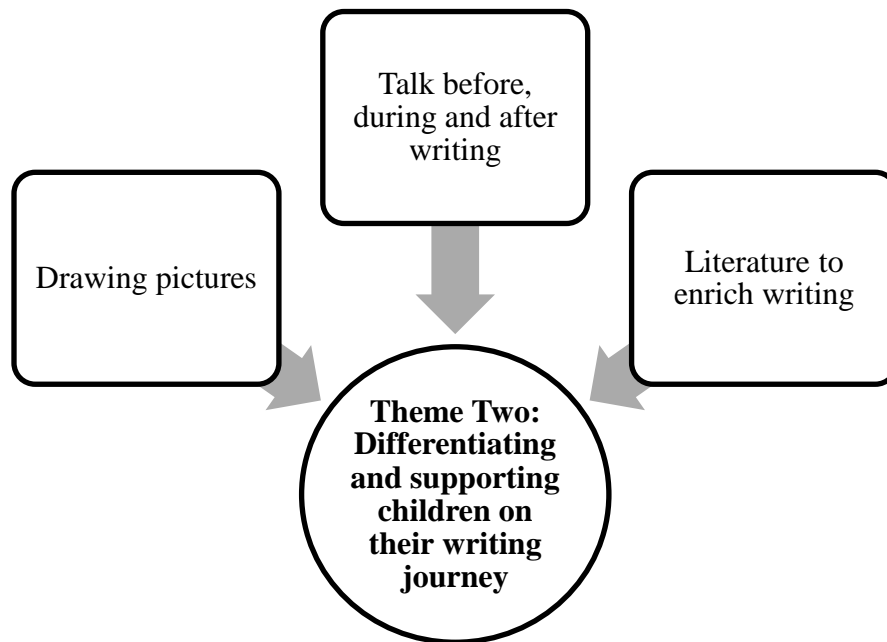 Talk before,
during and after
writing
Drawing pictures
Literature to
enrich writing
Theme Two:
Differentiating
and supporting
children on
their writing
journey